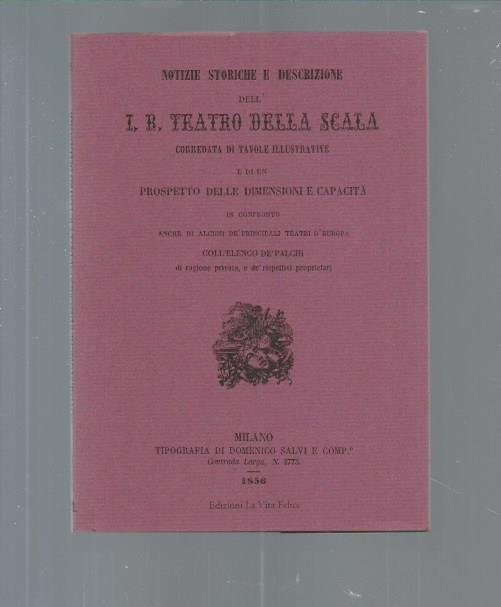 NOTIZIE STORICHE E DESCRIZIONE
DELL'
I. R. TEATRO DELLA SCALA
CORREDATA DI TAVOLE ILLUSTRATIVE
E DI UN
PROSPETTO DELLE DIMENSIONI E CAPACITÀ
IN CONFRONTO
ANCHE DI ALCUNI DE' PRINCIPALI TEATRI D'EUROPA
COLL'ELENCO DE' PALCHI
di ragione privata, e de' rispettivi proprietarj
MILANO
TIPOGRAFIA DI DOMENICO SALVI E COMP.º
Contrada Larga, N. 4773.
1856
Edizioni La Vita Felice